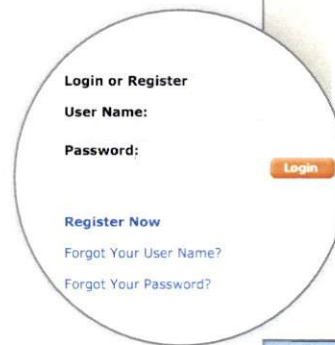 Login or Register
User Name:
Password:
Login
Register Now
Forgot Your User Name?
Forgot Your Password?